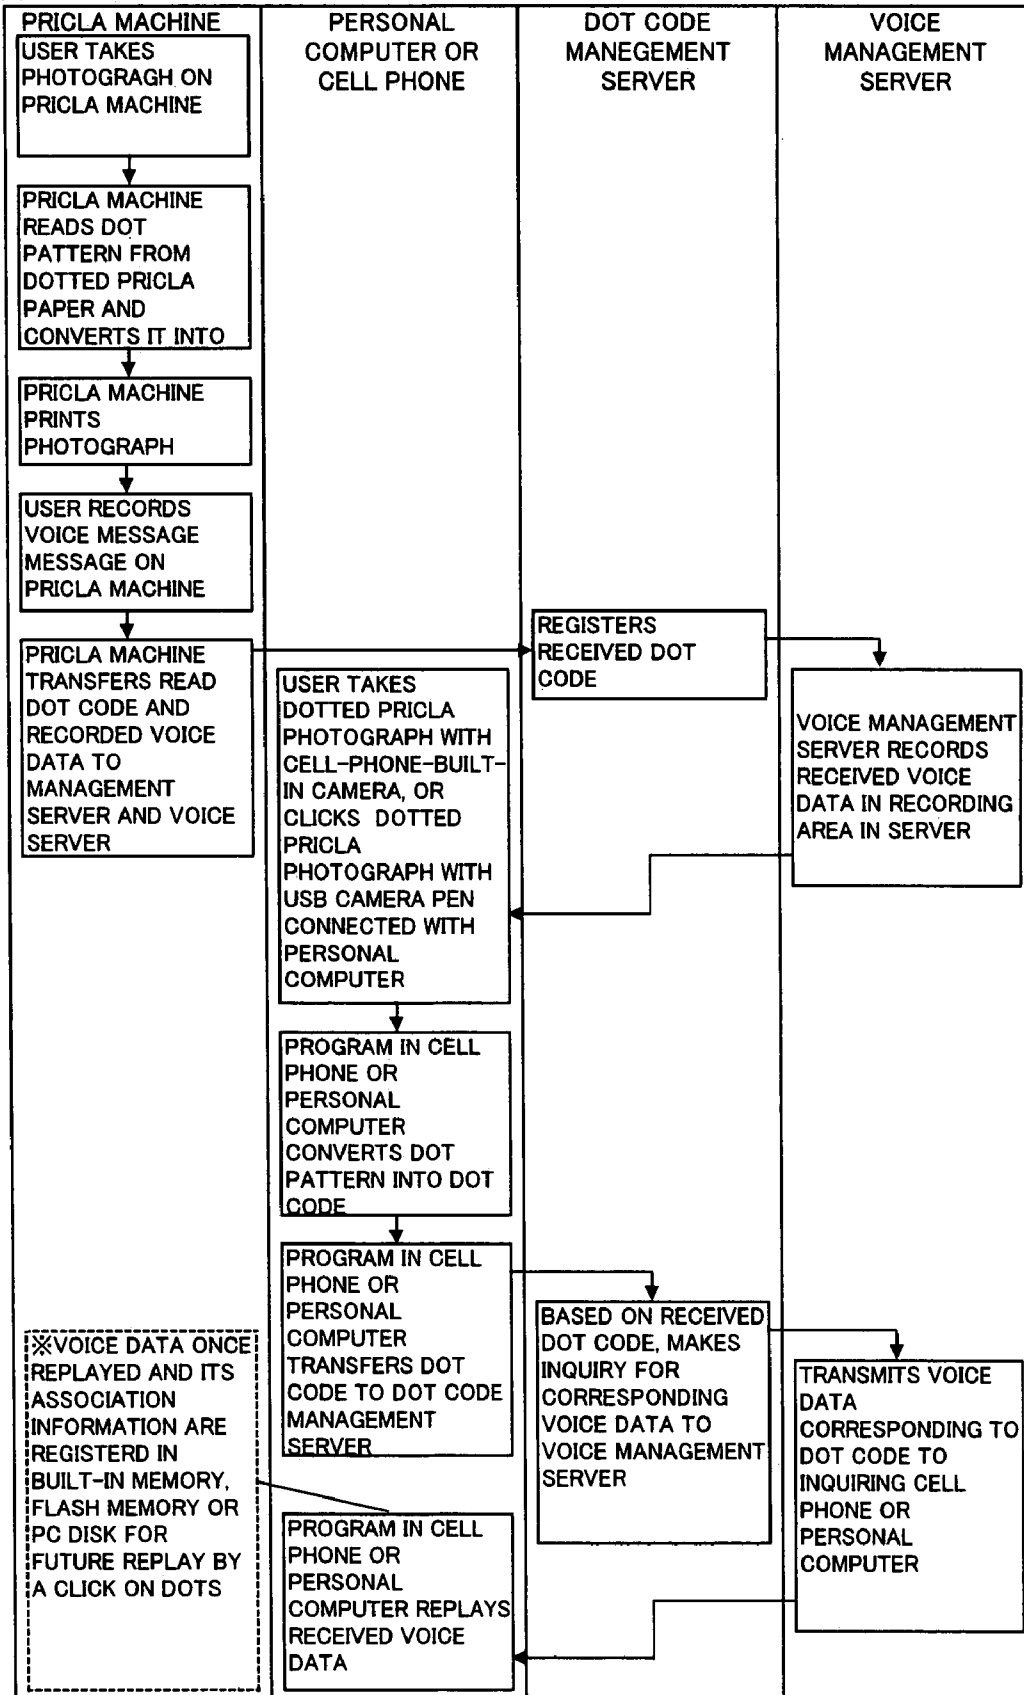 PRICLA MACHINE
USER TAKES
PHOTOGRAGH ON
PRICLA MACHINE
PRICLA MACHINE
READS DOT
PATTERN FROM
DOTTED PRICLA
PAPER AND
CONVERTS IT INTO
PRICLA MACHINE
PRINTS
PHOTOGRAPH
USER RECORDS
VOICE MESSAGE
MESSAGE ON
PRICLA MACHINE
PRICLA MACHINE
TRANSFERS READ
DOT CODE AND
RECORDED VOICE
DATA TO
MANAGEMENT
SERVER AND VOICE
SERVER
※VOICE DATA ONCE
REPLAYED AND ITS
ASSOCIATION
INFORMATION ARE
REGISTERD IN
BUILT-IN MEMORY,
FLASH MEMORY OR
PC DISK FOR
FUTURE REPLAY BY
A CLICK ON DOTS
PERSONAL
COMPUTER OR
CELL PHONE
USER TAKES
DOTTED PRICLA
PHOTOGRAPH WITH
CELL-PHONE-BUILT-
IN CAMERA, OR
CLICKS DOTTED
PRICLA
PHOTOGRAPH WITH
USB CAMERA PEN
CONNECTED WITH
PERSONAL
COMPUTER
PROGRAM IN CELL
PHONE OR
PERSONAL
COMPUTER
CONVERTS DOT
PATTERN INTO DOT
CODE
PROGRAM IN CELL
PHONE OR
PERSONAL
COMPUTER
TRANSFERS DOT
CODE TO DOT CODE
MANAGEMENT
SERVER
PROGRAM IN CELL
PHONE OR
PERSONAL
COMPUTER REPLAYS
RECEIVED VOICE
DATA
DOT CODE
MANEGEMENT
SERVER
REGISTERS
RECEIVED DOT
CODE
BASED ON RECEIVED
DOT CODE, MAKES
INQUIRY FOR
CORRESPONDING
VOICE DATA TO
VOICE MANAGEMENT
SERVER
VOICE
MANAGEMENT
SERVER
VOICE MANAGEMENT
SERVER RECORDS
RECEIVED VOICE
DATA IN RECORDING
AREA IN SERVER
TRANSMITS VOICE
DATA
CORRESPONDING TO
DOT CODE TO
INQUIRING CELL
PHONE OR
PERSONAL
COMPUTER